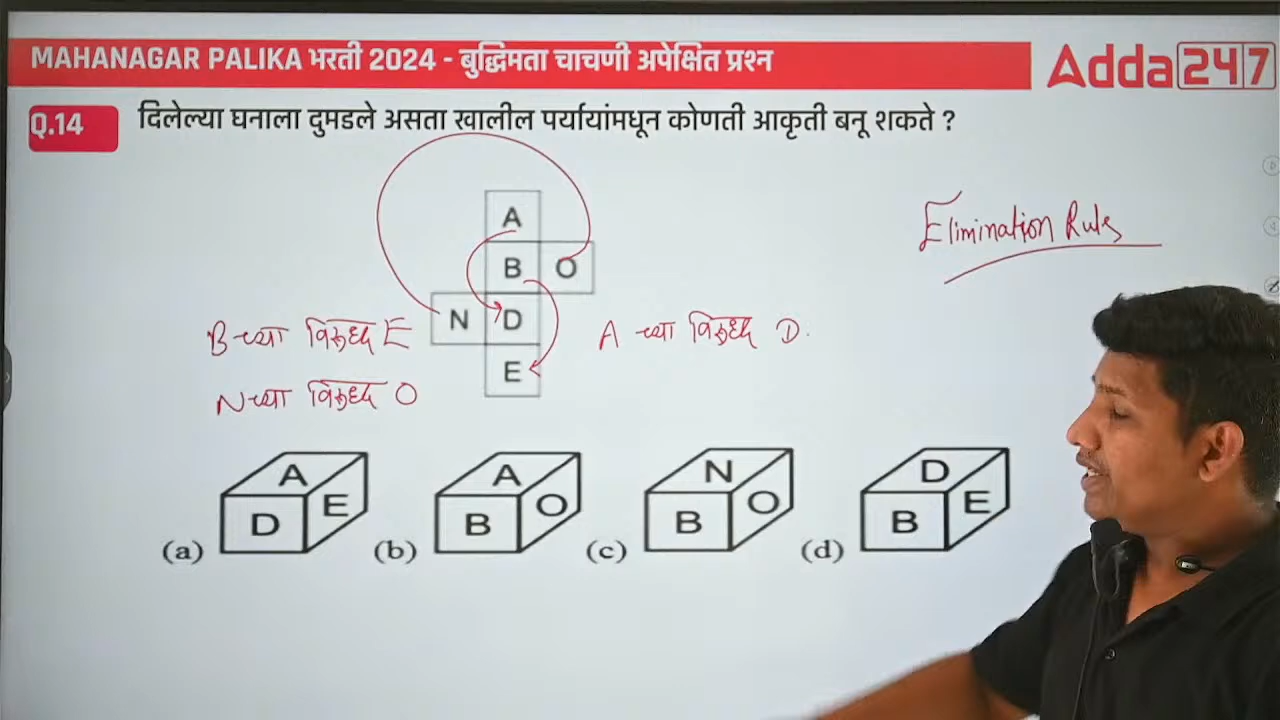 MAHANAGAR PALIKA भरती 2024 - बुद्धिमता चाचणी अपेक्षित प्रश्न
Adda247
Q.14 दिलेल्या घनाला दुमडले असता खालील पर्यायांमधून कोणती आकृती बनू शकते ?
Elimination Rule
A
B O
N D
E
B च्या विरुध्द E
A च्या विरुध्द D.
N च्या विरुध्द O
(a) A D E
(b) A B O
(c) N B O
(d) D B E